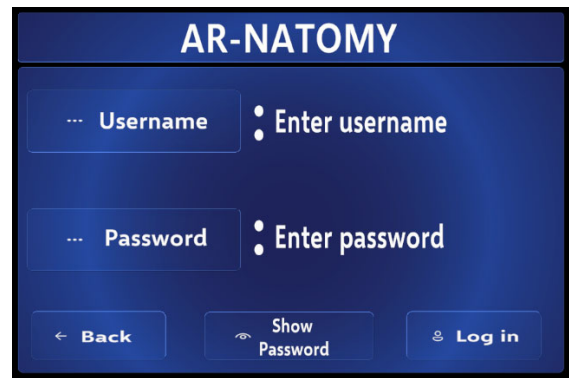 AR-NATOMY
··· Username : Enter username
··· Password : Enter password
← Back
Show
Password
Log in